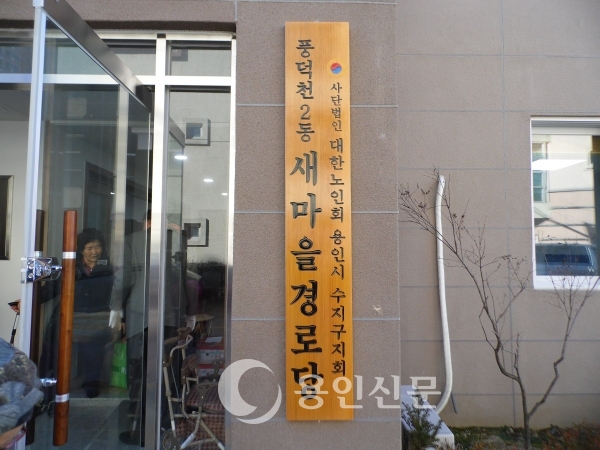 사단법인 대한노인회 용인시 수지구지회
풍덕천2동 새마을경로당
용인신문